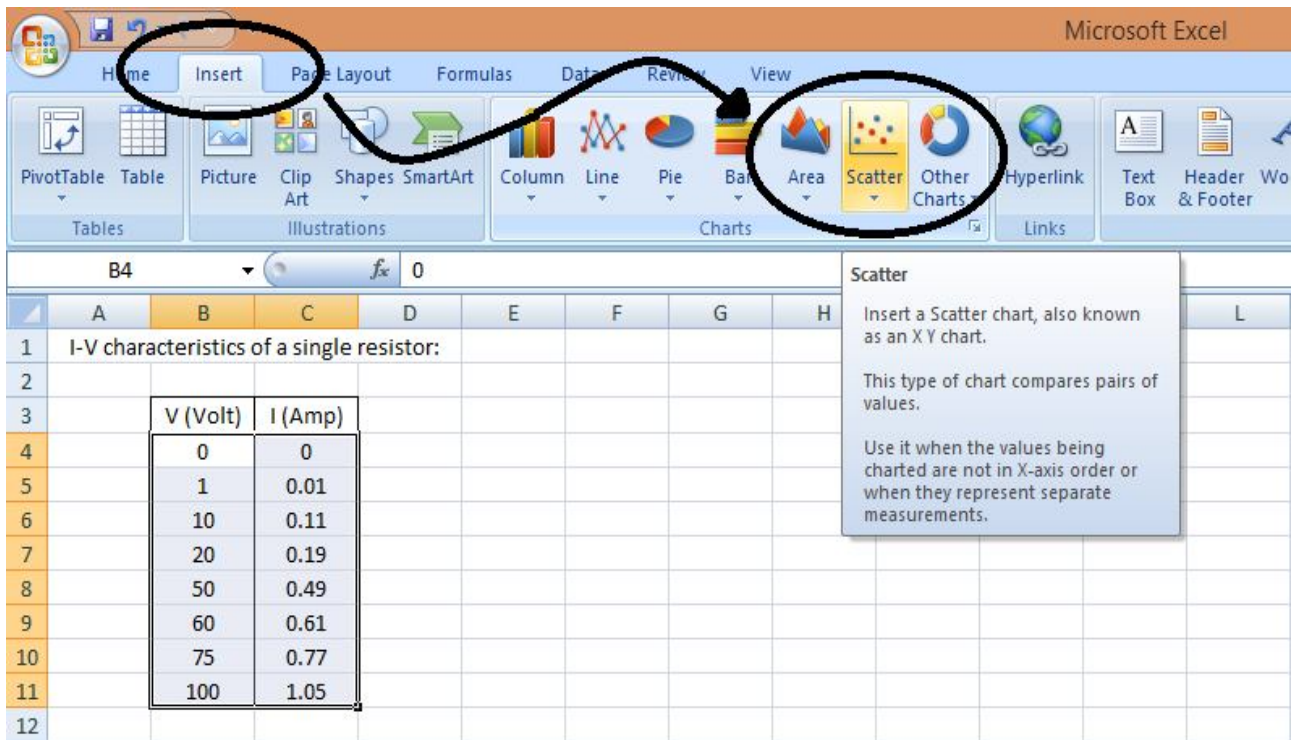 Microsoft Excel
Home Insert Page Layout Formulas Data Review View
PivotTable Table Picture Clip Art Shapes SmartArt Column Line Pie Bar Area Scatter Other Charts Hyperlink Text Box Header & Footer
Tables Illustrations Charts Links
B4 fx 0
Scatter
Insert a Scatter chart, also known
as an X Y chart.
This type of chart compares pairs of
values.
Use it when the values being
charted are not in X-axis order or
when they represent separate
measurements.
A B C D E F G H L
1 I-V characteristics of a single resistor:
2
3 V (Volt) I (Amp)
4 0 0
5 1 0.01
6 10 0.11
7 20 0.19
8 50 0.49
9 60 0.61
10 75 0.77
11 100 1.05
12